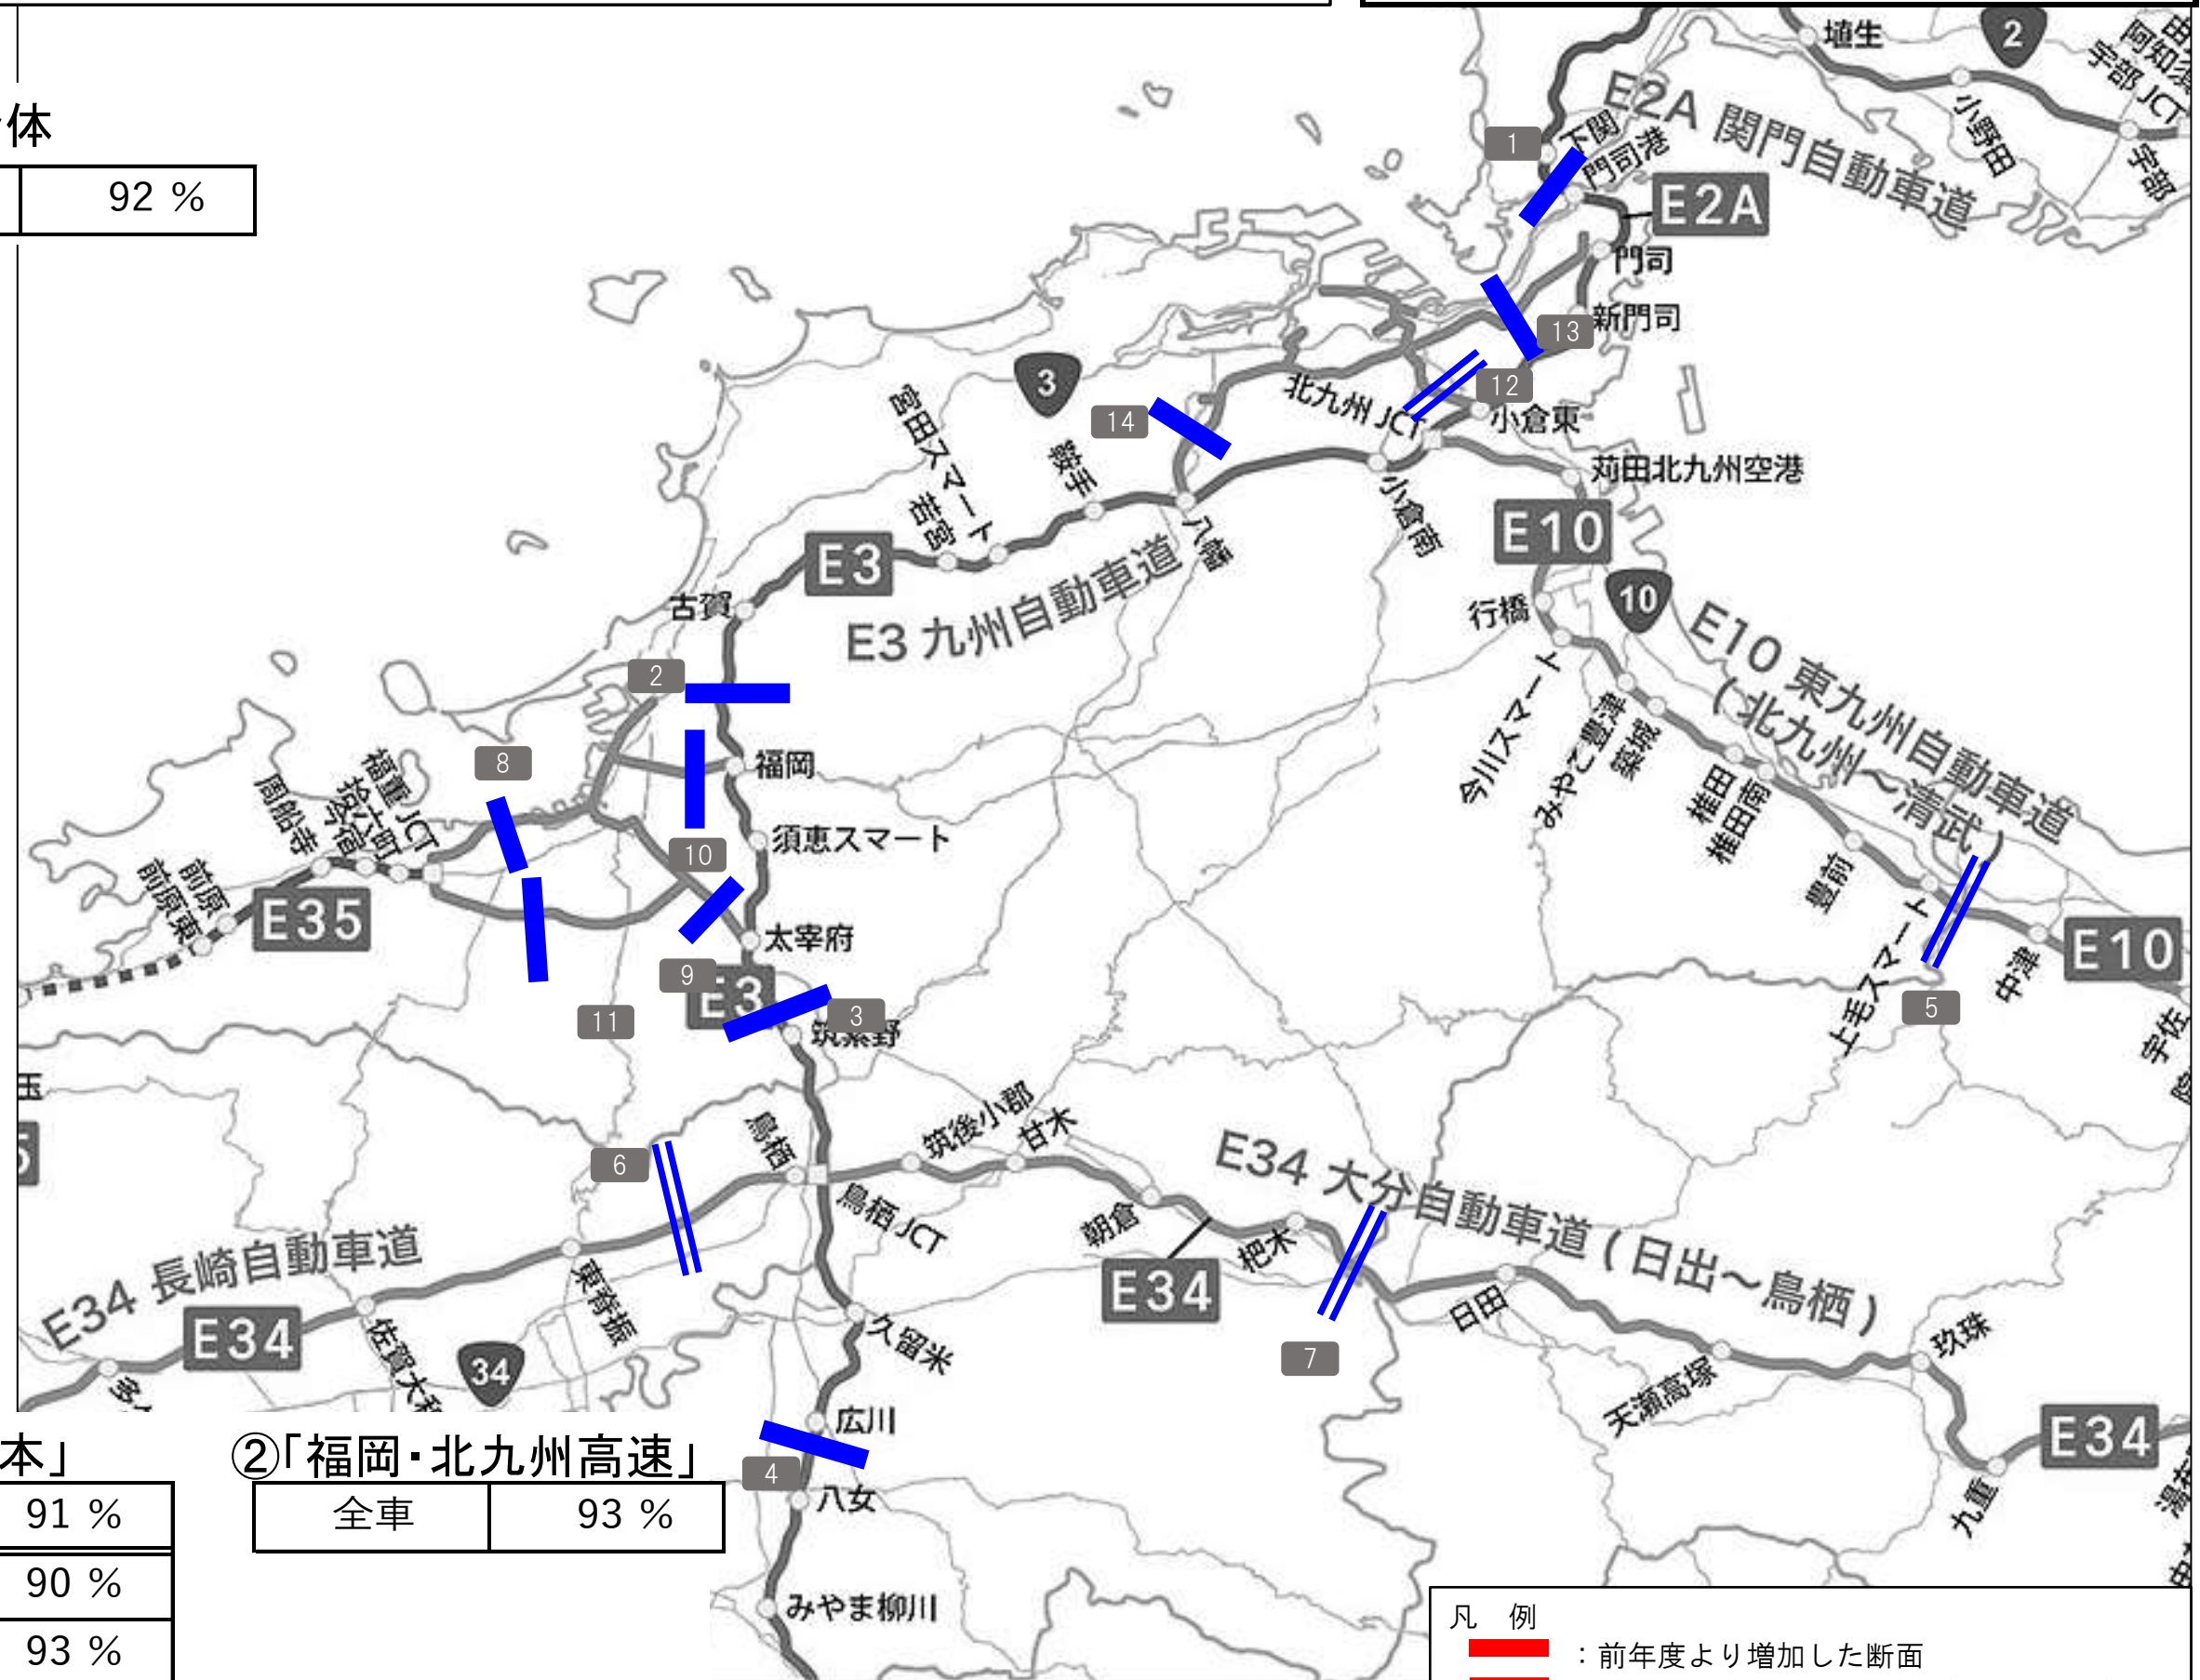 体
92 %
埴生
2
阿知須
宇部 JCT
小野田
宇部
E2A 関門自動車道
1
下関
門司港
E2A
門司
新門司
13
12
北九州 JCT
小倉東
14
3
宮田スマート
鞍手
若宮
八幡
小倉南
苅田北九州空港
E10
10
行橋
E3
E3 九州自動車道
古賀
E10 東九州自動車道
(北九州～清武)
今川スマート
みやこ豊津
築城
椎田
椎田南
豊前
上毛スマート
中津
E10
5
宇佐
2
福岡
8
福重 JCT
拾六町
今宿
周船寺
前原
前原東
E35
須恵スマート
10
太宰府
9
E3
3
筑紫野
11
玉
5
6
鳥栖
筑後小郡
甘木
鳥栖 JCT
朝倉
杷木
E34 大分自動車道 (日出～鳥栖)
E34
7
日田
天瀬高塚
玖珠
九重
E34
E34 長崎自動車道
E34
東脊振
佐賀大和
34
久留米
広川
4
八女
みやま柳川
本」
91 %
90 %
93 %
②「福岡・北九州高速」
全車 93 %
凡 例
：前年度より増加した断面